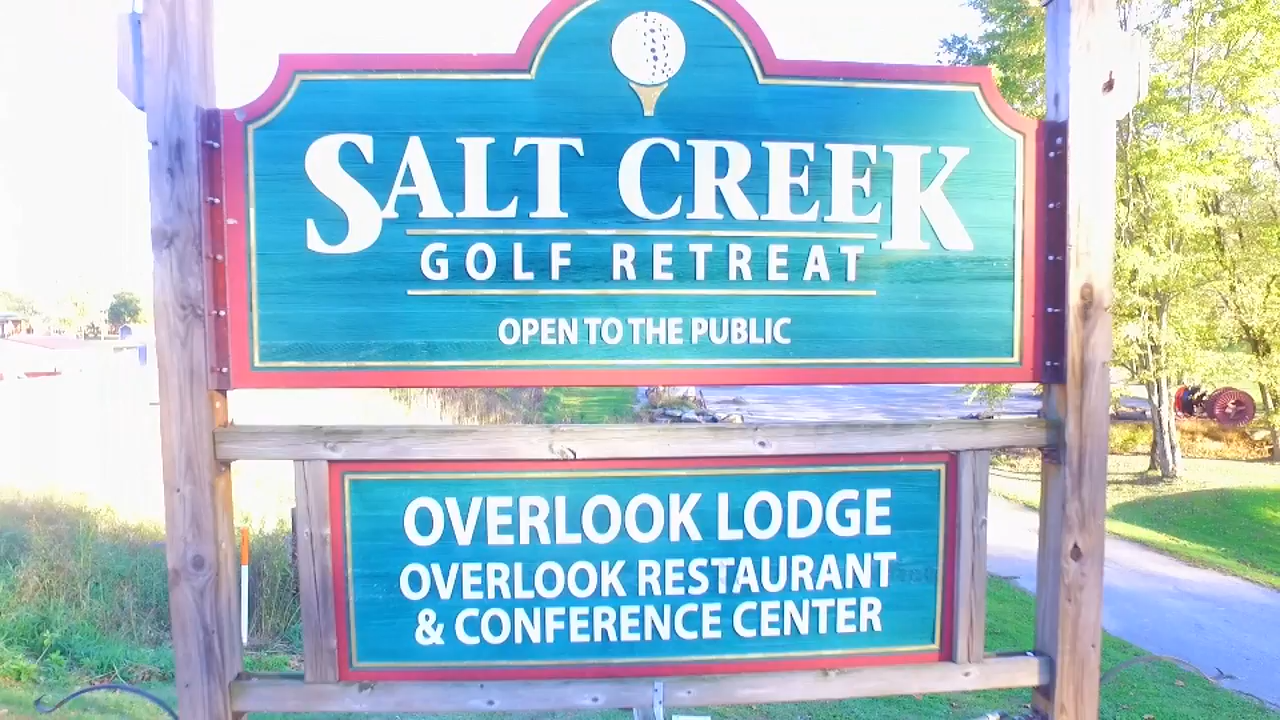 SALT CREEK
GOLF RETREAT
OPEN TO THE PUBLIC
OVERLOOK LODGE
OVERLOOK RESTAURANT
& CONFERENCE CENTER